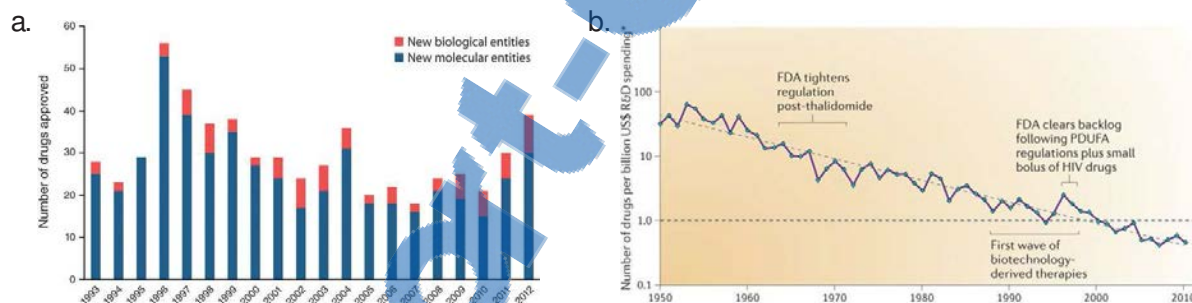 a.
60
50
40
30
20
10
0
Number of drugs approved
New biological entities
New molecular entities
1993
1994
1995
1996
1997
1998
1999
2000
2001
2002
2003
2004
2005
2006
2007
2008
2009
2010
2011
2012
b.
Number of drugs per billion US$ R&D spending*
100
10
1.0
0.1
FDA tightens
regulation
post-thalidomide
FDA clears backlog
following PDUFA
regulations plus small
bolus of HIV drugs
First wave of
biotechnology-
derived therapies
1950
1960
1970
1980
1990
2000